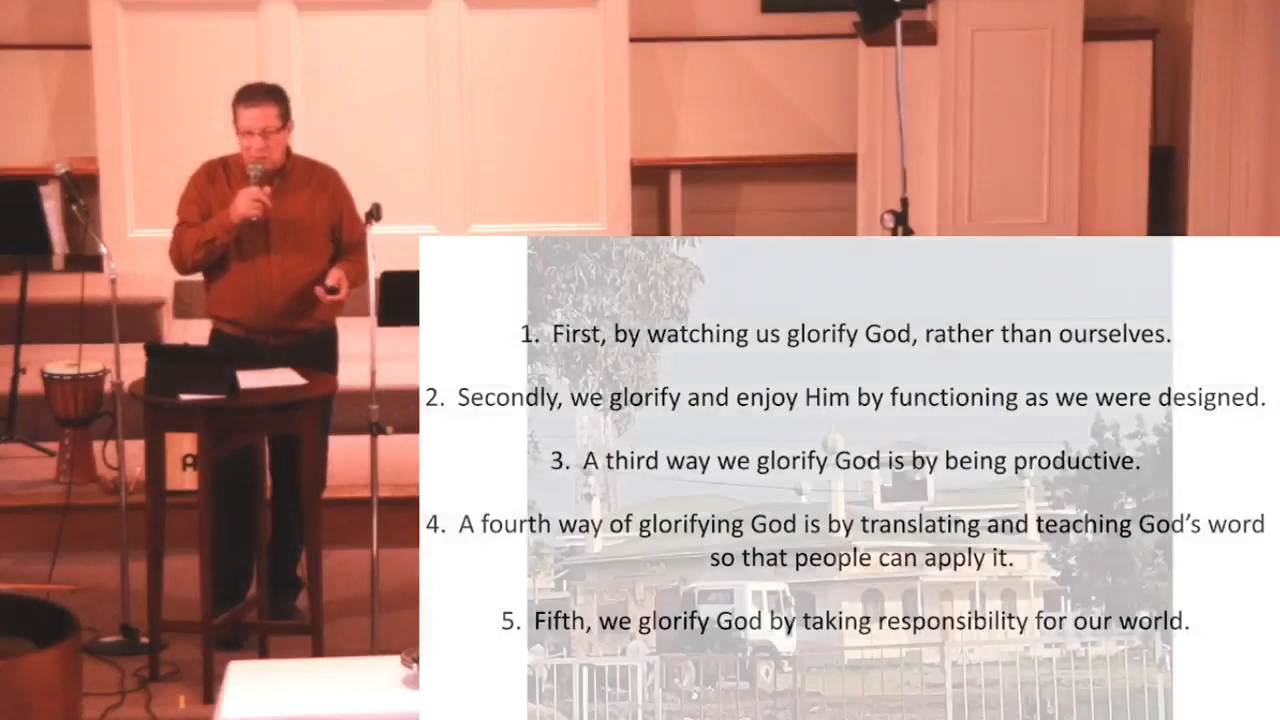 1. First, by watching us glorify God, rather than ourselves.
2. Secondly, we glorify and enjoy Him by functioning as we were designed.
3. A third way we glorify God is by being productive.
4. A fourth way of glorifying God is by translating and teaching God's word
so that people can apply it.
5. Fifth, we glorify God by taking responsibility for our world.